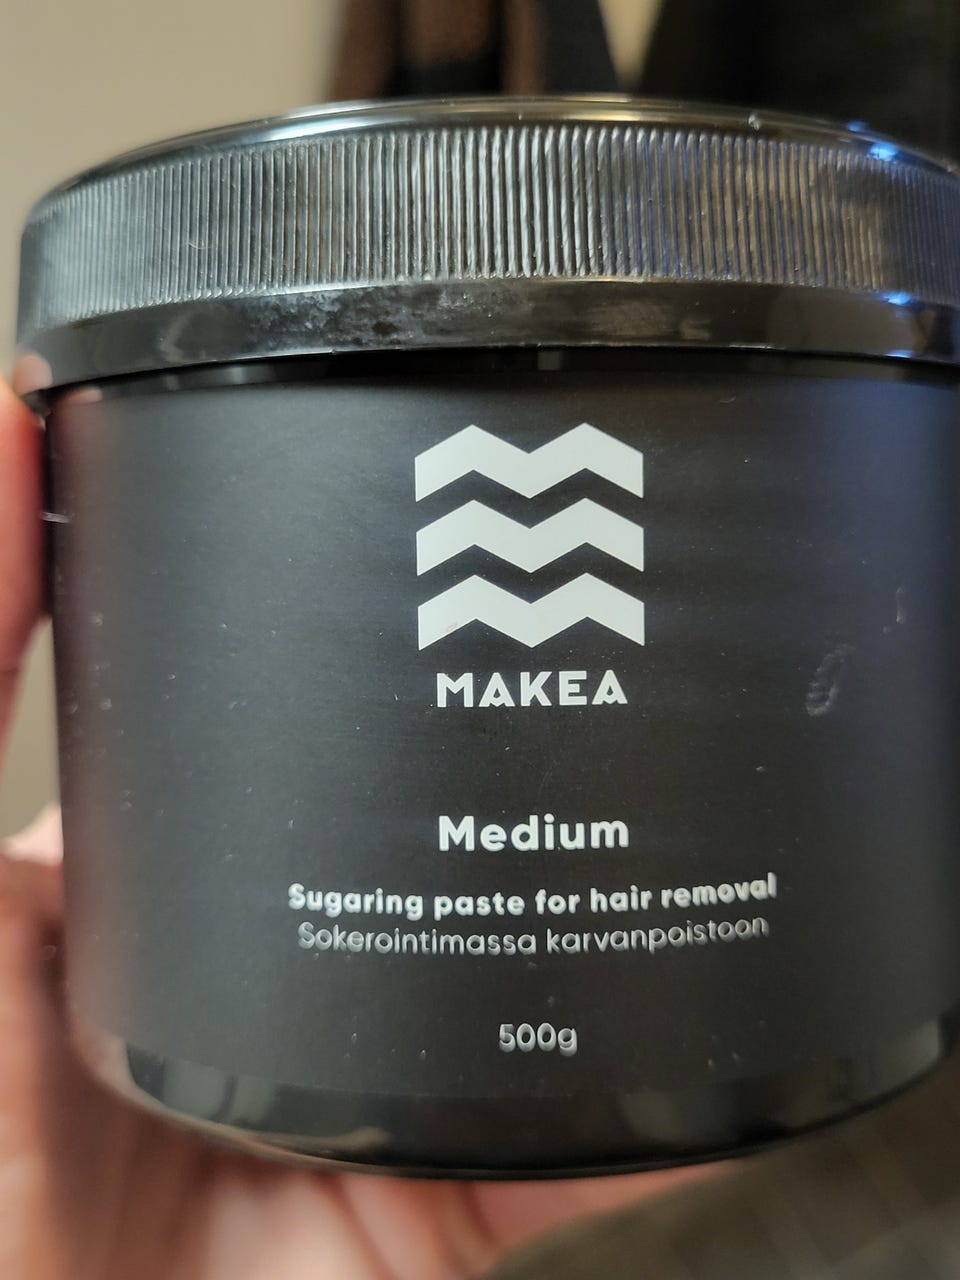 MAKEA
Medium
Sugaring paste for hair removal
Sokerointimassa karvanpoistoon
500g